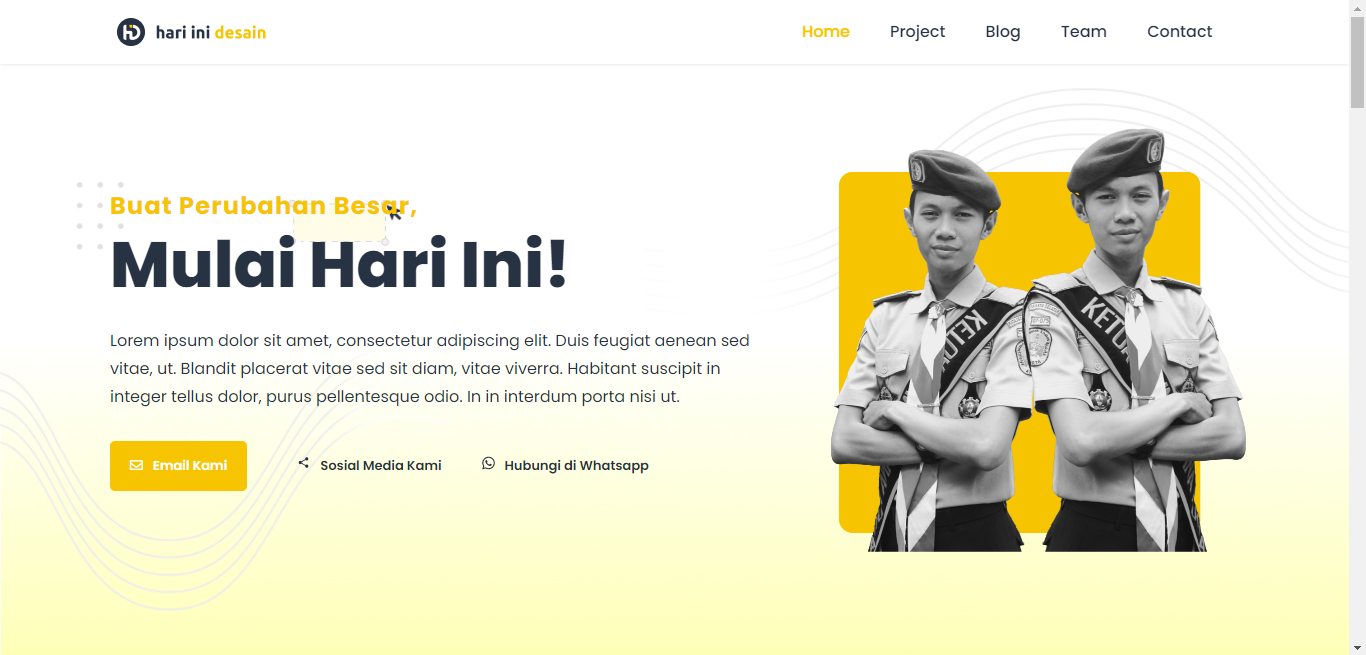 hari ini desain
Home
Project
Blog
Team
Contact
Buat Perubahan Besar,
Mulai Hari Ini!
Lorem ipsum dolor sit amet, consectetur adipiscing elit. Duis feugiat aenean sed
vitae, ut. Blandit placerat vitae sed sit diam, vitae viverra. Habitant suscipit in
integer tellus dolor, purus pellentesque odio. In in interdum porta nisi ut.
Email Kami
Sosial Media Kami
Hubungi di Whatsapp